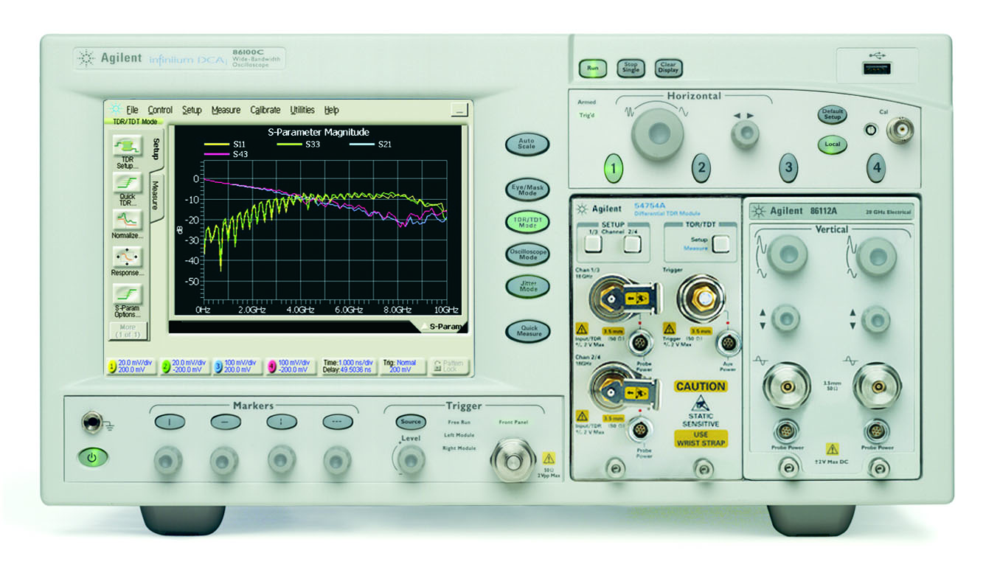 Agilent infiniium DCA-J
86100C
Wide-Bandwidth
Oscilloscope
File Control Setup Measure Calibrate Utilities Help
TDR/TDT Mode
Setup
Measure
TDR
Setup...
Quick
TDR...
Normalize...
Response...
S-Param
Options...
More
(1 of 1)
S-Parameter Magnitude
S11 S33 S21
S43
dB
0
-10
-20
-30
-40
-50
0Hz 2.0GHz 4.0GHz 6.0GHz 8.0GHz 10GHz
S-Param
1 20.0 mV/div
200.0 mV
2 20.0 mV/div
-200.0 mV
3 100 mV/div
200.0 mV
4 100 mV/div
-200.0 mV
Time:1.000 ns/div
Delay:49.5036 ns
Trig: Normal
200 mV
Pattern
Lock
Auto
Scale
Eye/Mask
Mode
TDR/TDT
Mode
Oscilloscope
Mode
Jitter
Mode
Quick
Measure
Markers
Trigger
Source
Level
+
-
Free Run
Left Module
Right Module
Front Panel
50Ω
2Vpp Max
Run
Stop
Single
Clear
Display
Armed
Trig'd
Horizontal
Default
Setup
Local
Cal
1 2 3 4
Agilent 54754A
Differential TDR Module
SETUP
1/3 Channel 2/4
TDR/TDT
Setup
Measure
Chan 1/3
18GHz
Trigger
3.5 mm
Input/TDR (50 Ω)
+/- 2 V Max
Probe
Power
3.5 mm
Trigger (50 Ω)
+/- 2 V Max
Aux
Power
Chan 2/4
18GHz
3.5 mm
Input/TDR (50 Ω)
+/- 2 V Max
Probe
Power
CAUTION
STATIC
SENSITIVE
USE
WRIST STRAP
Agilent 86112A
20 GHz Electrical
Vertical
3.5mm
50Ω
Probe Power
Probe Power
±2V Max DC